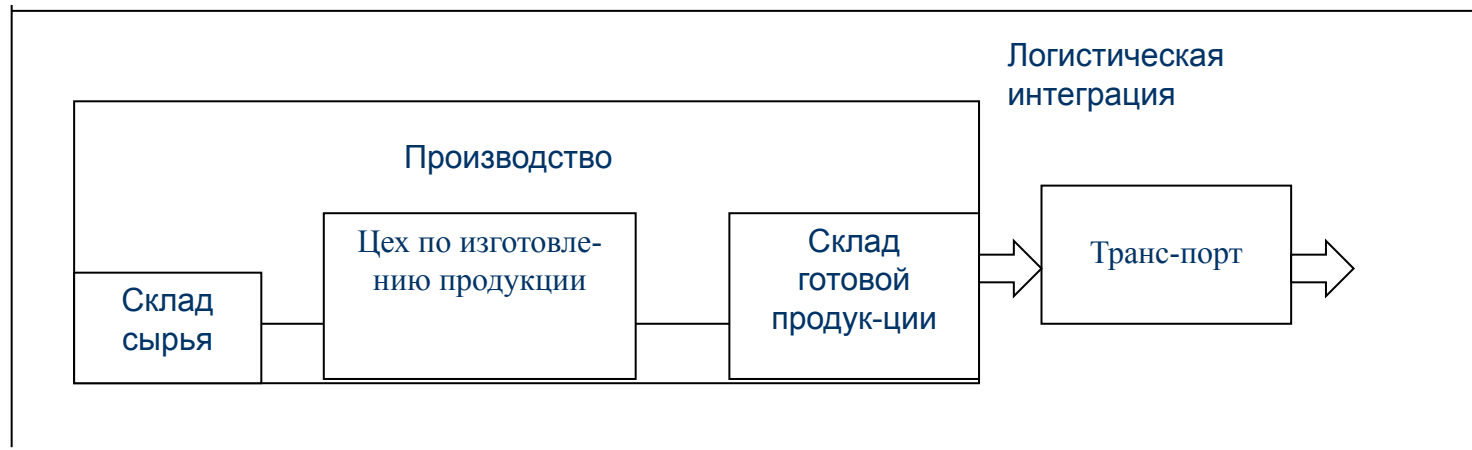 Логистическая
интеграция
Производство
Склад
сырья
Цех по изготовле-
нию продукции
Склад
готовой
продук-ции
Транс-порт